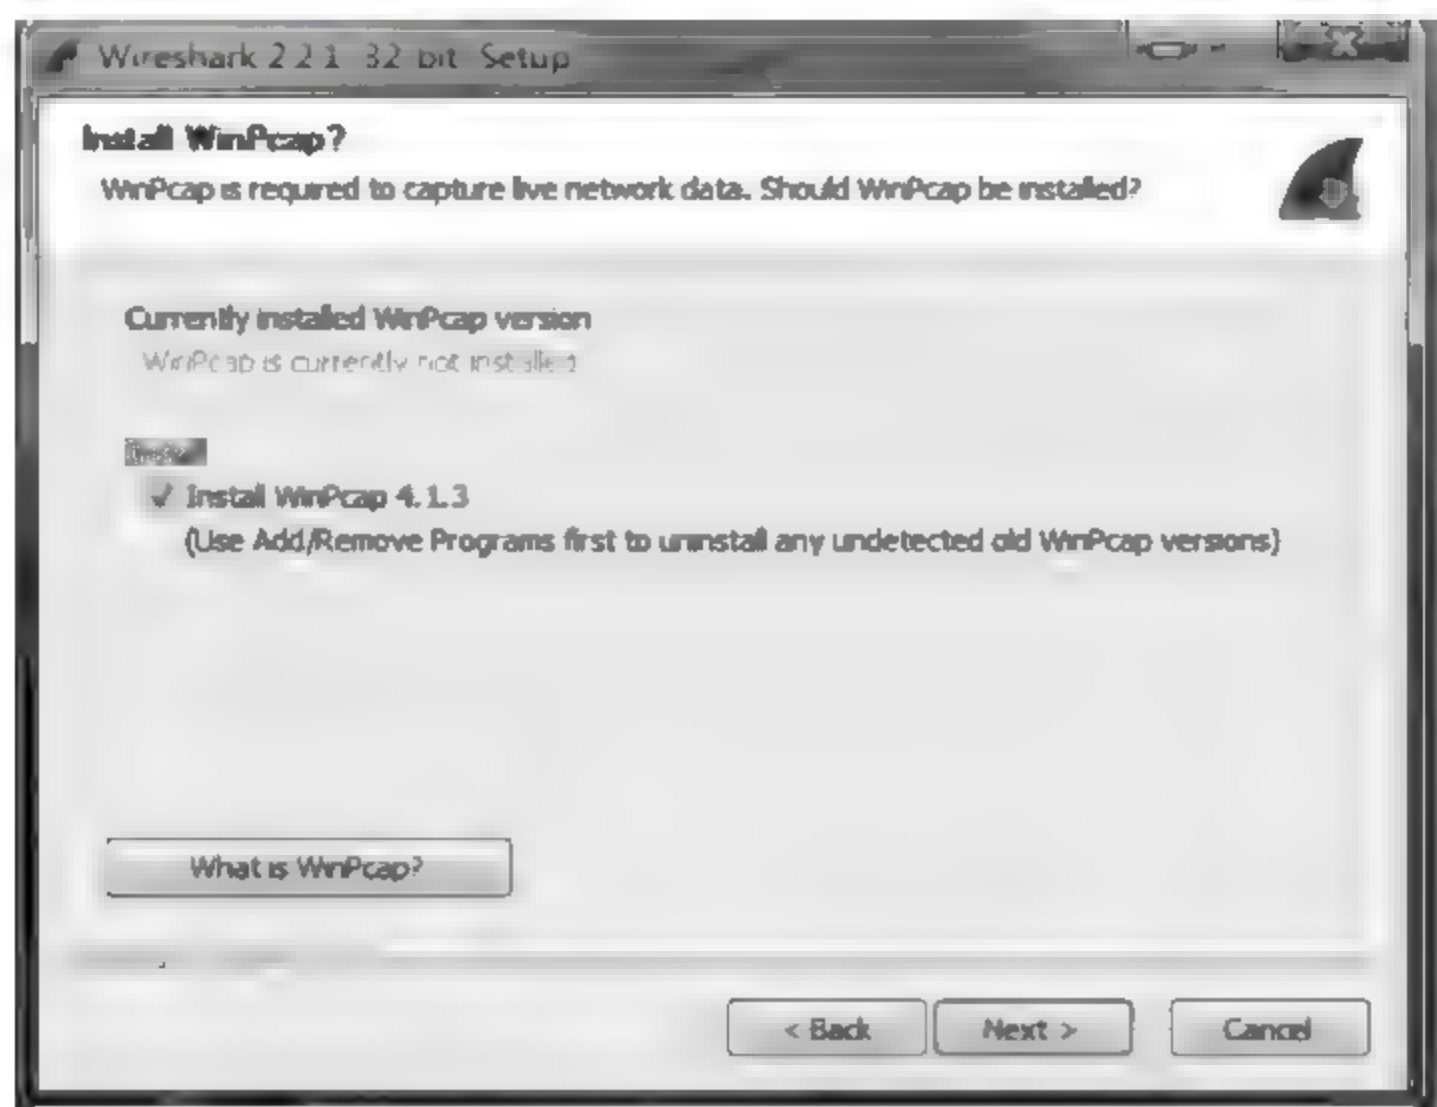 Wireshark 2.2.1 32 bit Setup
Install WinPcap?
WinPcap is required to capture live network data. Should WinPcap be installed?
Currently installed WinPcap version
WinPcap is currently not installed
Install WinPcap 4.1.3
(Use Add/Remove Programs first to uninstall any undetected old WinPcap versions)
What is WinPcap?
< Back
Next >
Cancel